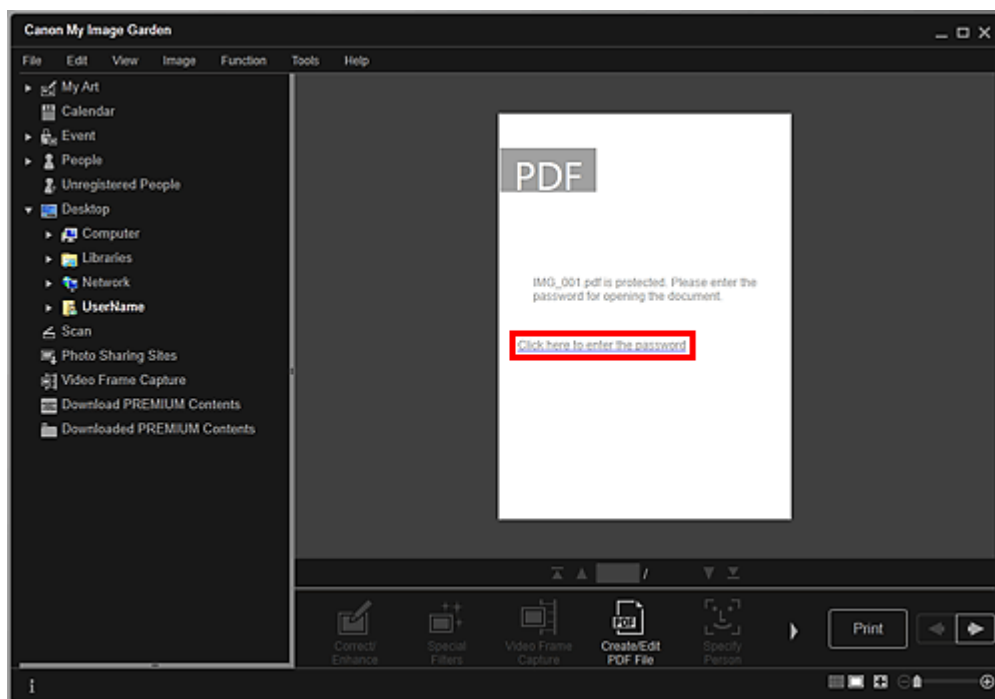 Canon My Image Garden
File Edit View Image Function Tools Help
My Art
Calendar
Event
People
Unregistered People
Desktop
Computer
Libraries
Network
UserName
Scan
Photo Sharing Sites
Video Frame Capture
Download PREMIUM Contents
Downloaded PREMIUM Contents
PDF
IMG_001.pdf is protected. Please enter the
password for opening the document.
Click here to enter the password
/
Correct/
Enhance
Special
Filters
Video Frame
Capture
PDF
Create/Edit
PDF File
Specify
Person
Print
i